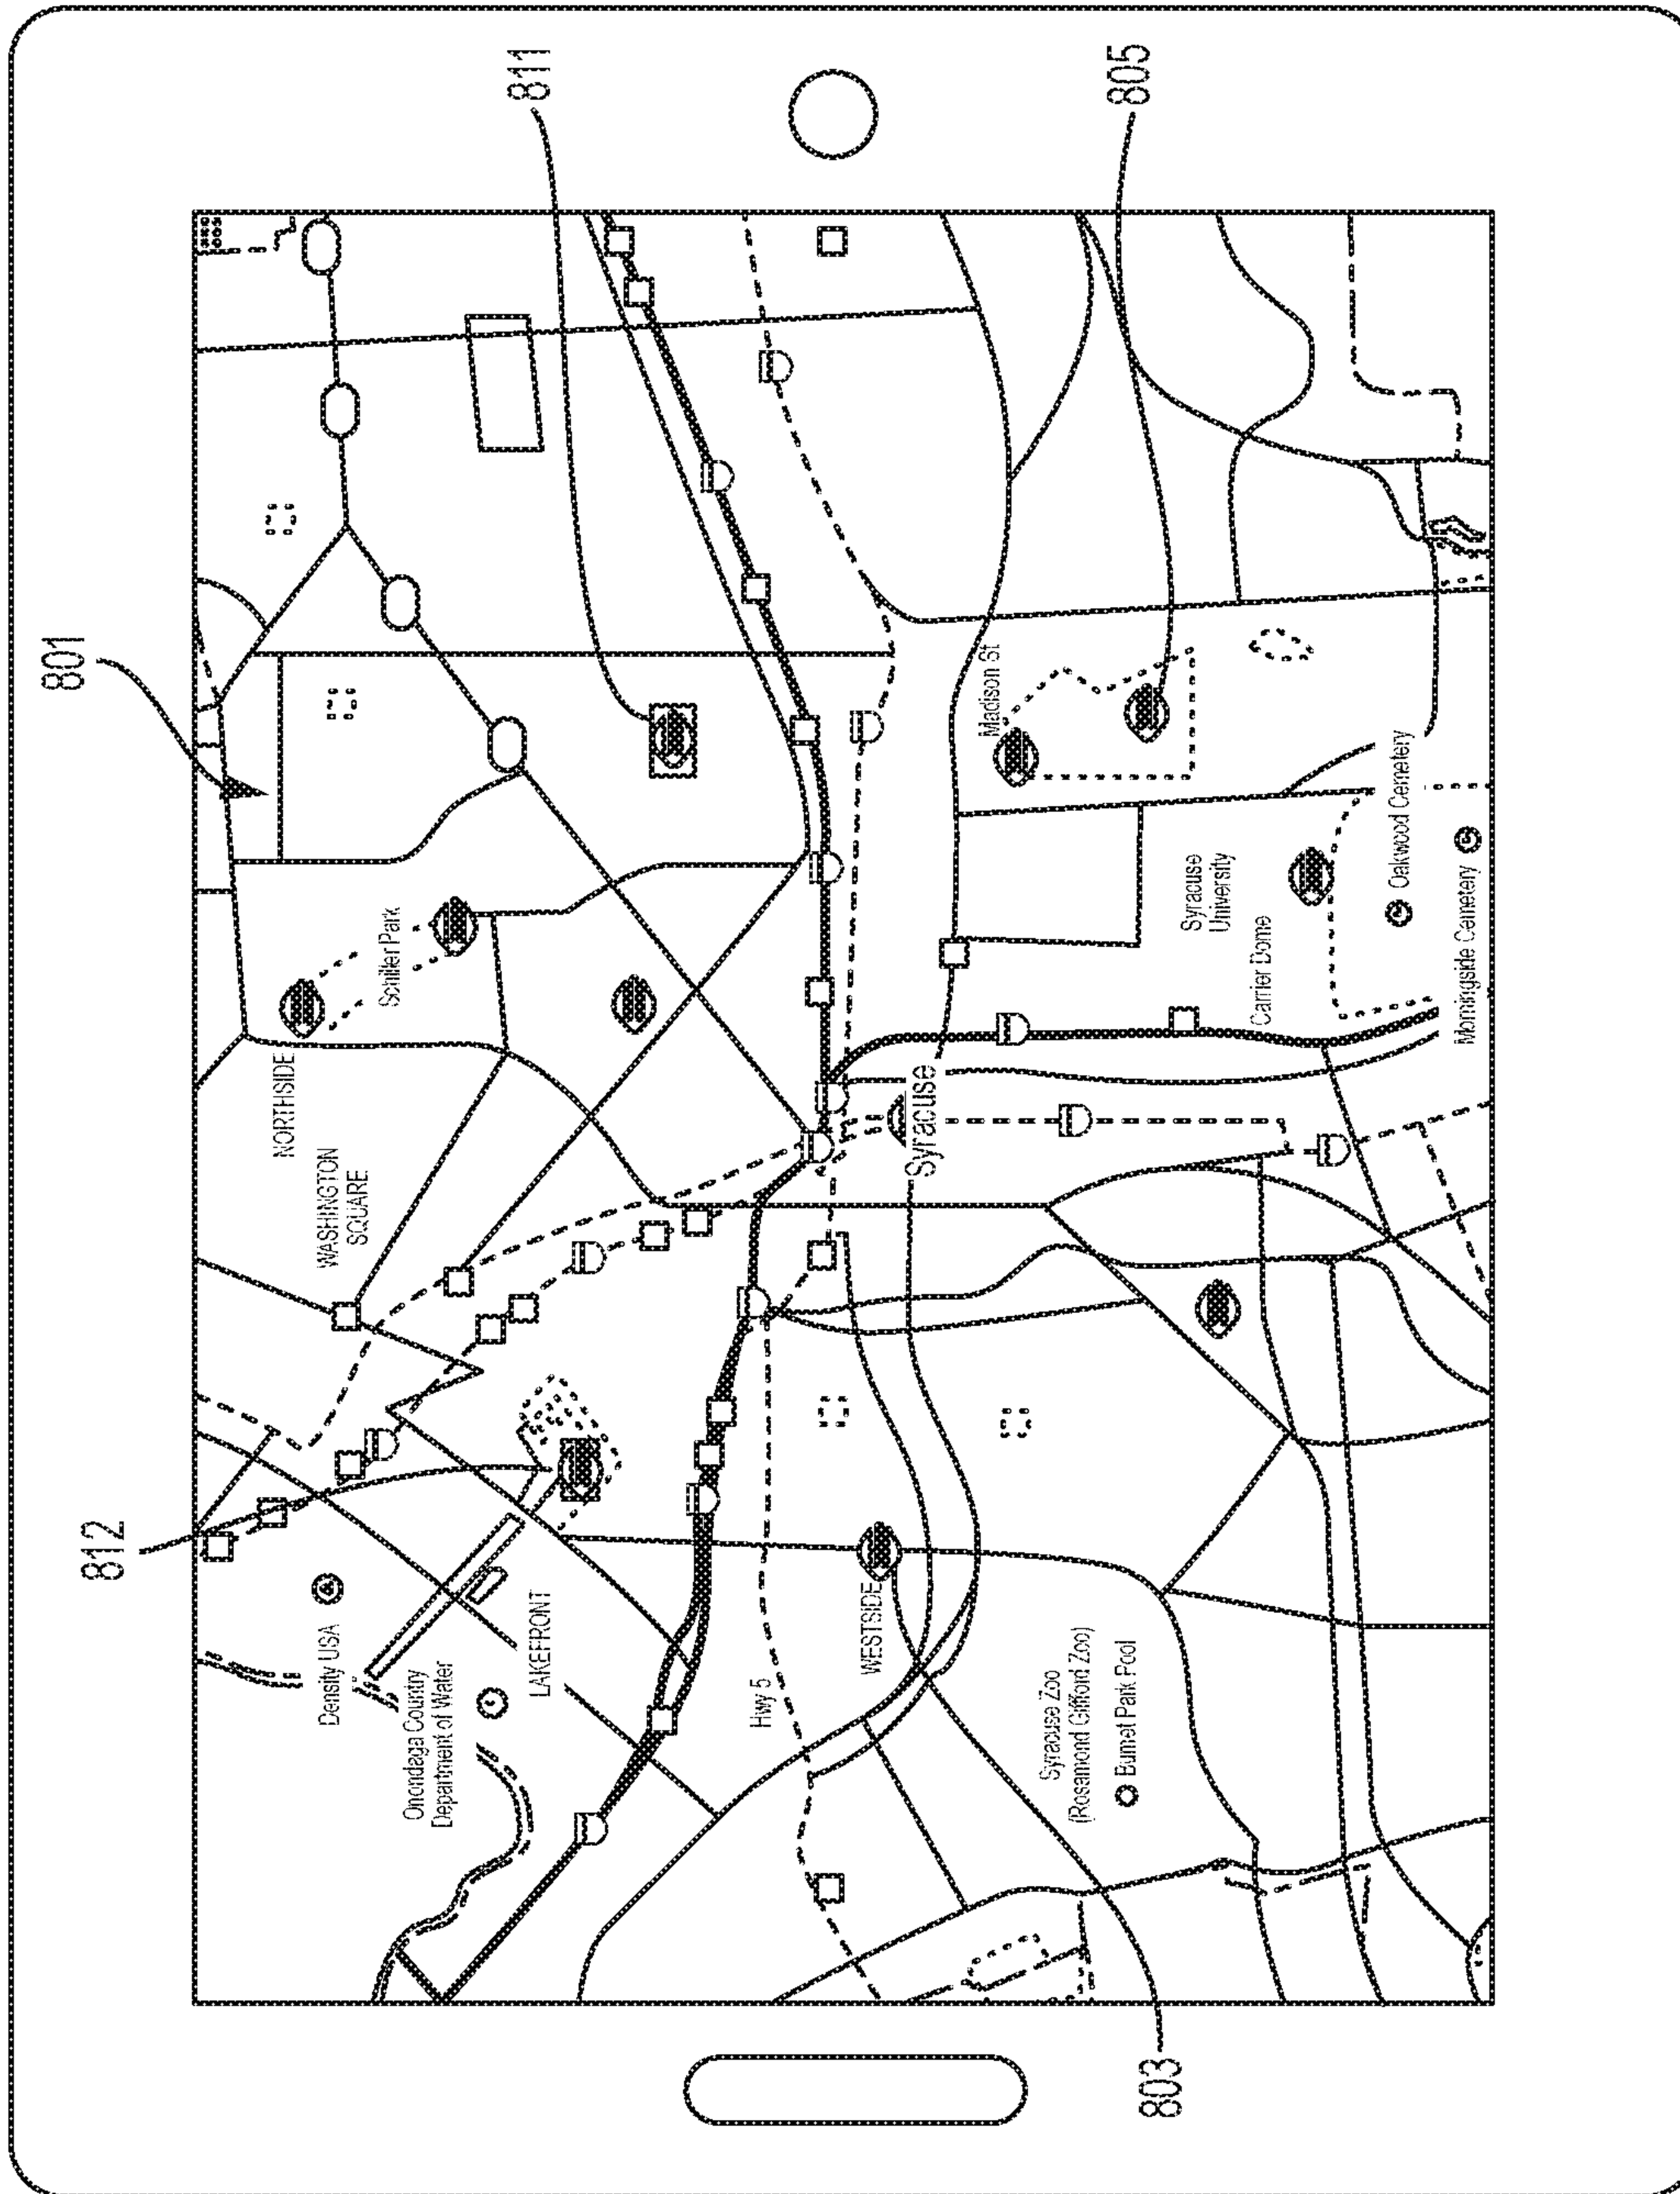 801
812
NORTHSIDE
Density USA
WASHINGTON
SQUARE
Schiller Park
Onondaga Country
Department of Water
811
LAKEFRONT
Hwy 5
WESTSIDE
Syracuse
Madison St
Syracuse Zoo
(Rosamond Gifford Zoo)
Burnet Park Pool
805
803
Syracuse
University
Carrier Dome
Oakwood Cemetery
Morningside Cemetery